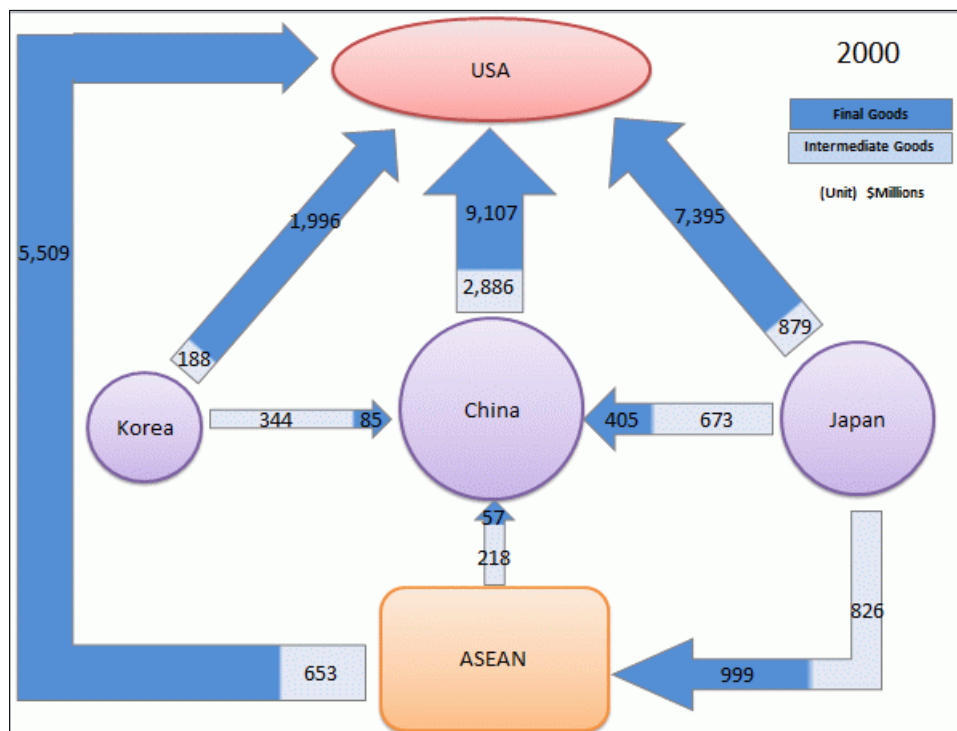 USA
2000
Final Goods
Intermediate Goods
(Unit) $Millions
5,509
1,996
9,107
7,395
2,886
188
879
Korea
344
85
China
405
673
Japan
57
218
826
ASEAN
653
999